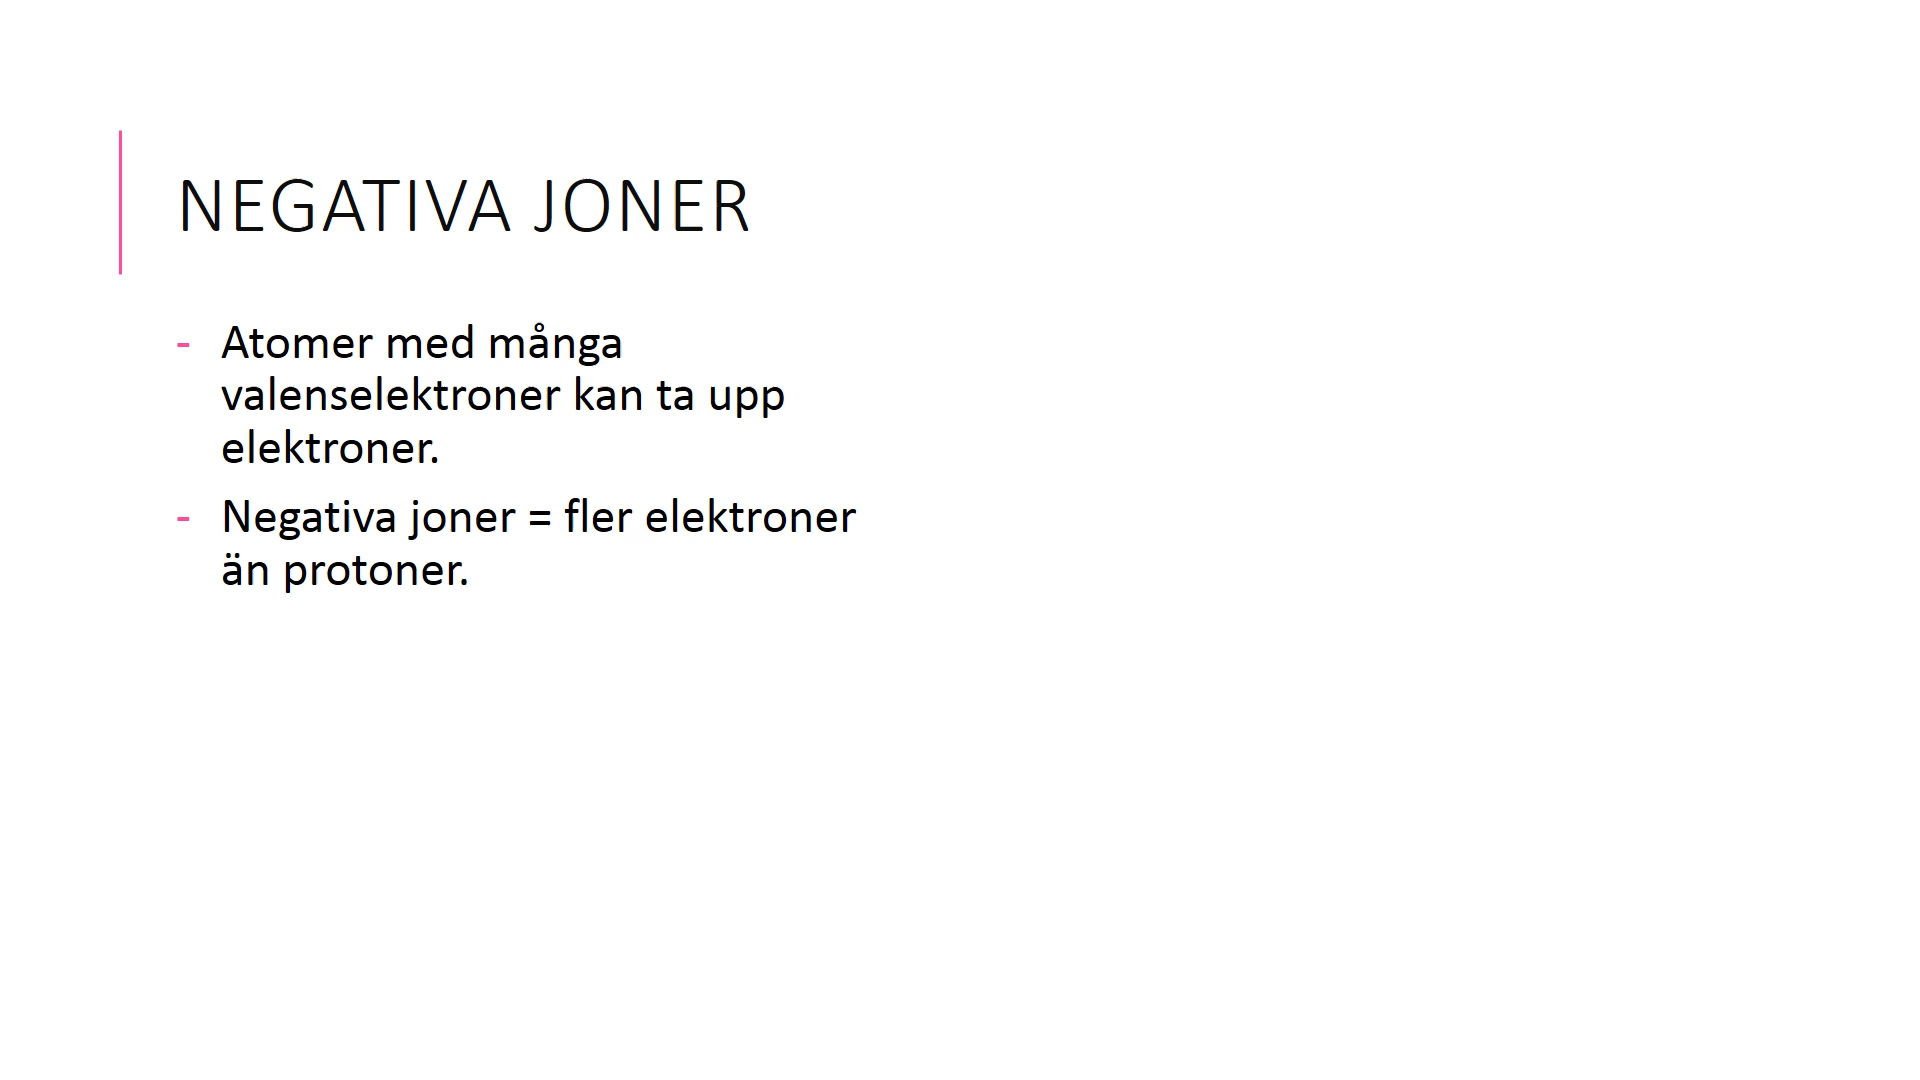 NEGATIVA JONER
- Atomer med många
valenselektroner kan ta upp
elektroner.
- Negativa joner = fler elektroner
än protoner.